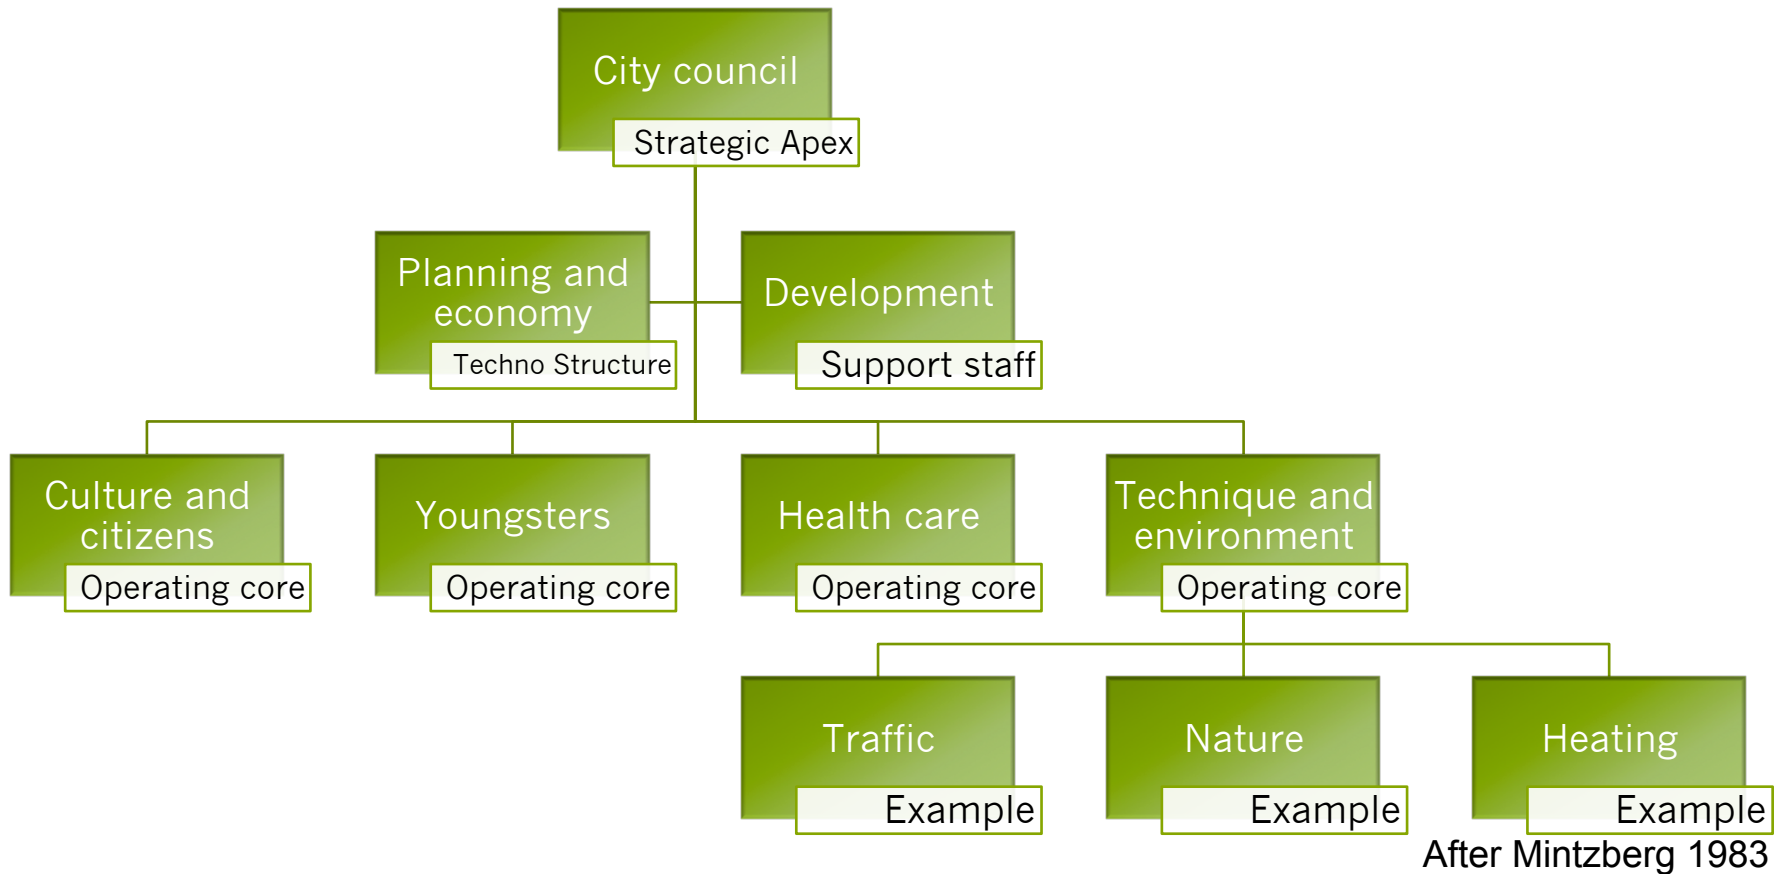 City council
Strategic Apex
Planning and
economy
Techno Structure
Development
Support staff
Culture and
citizens
Operating core
Youngsters
Operating core
Health care
Operating core
Technique and
environment
Operating core
Traffic
Example
Nature
Example
Heating
Example
After Mintzberg 1983